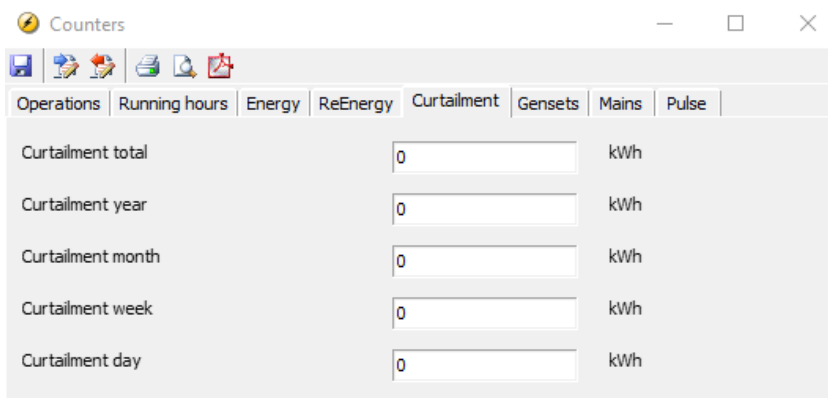 Counters
Operations Running hours Energy ReEnergy Curtailment Gensets Mains Pulse
Curtailment total 0 kWh
Curtailment year 0 kWh
Curtailment month 0 kWh
Curtailment week 0 kWh
Curtailment day 0 kWh